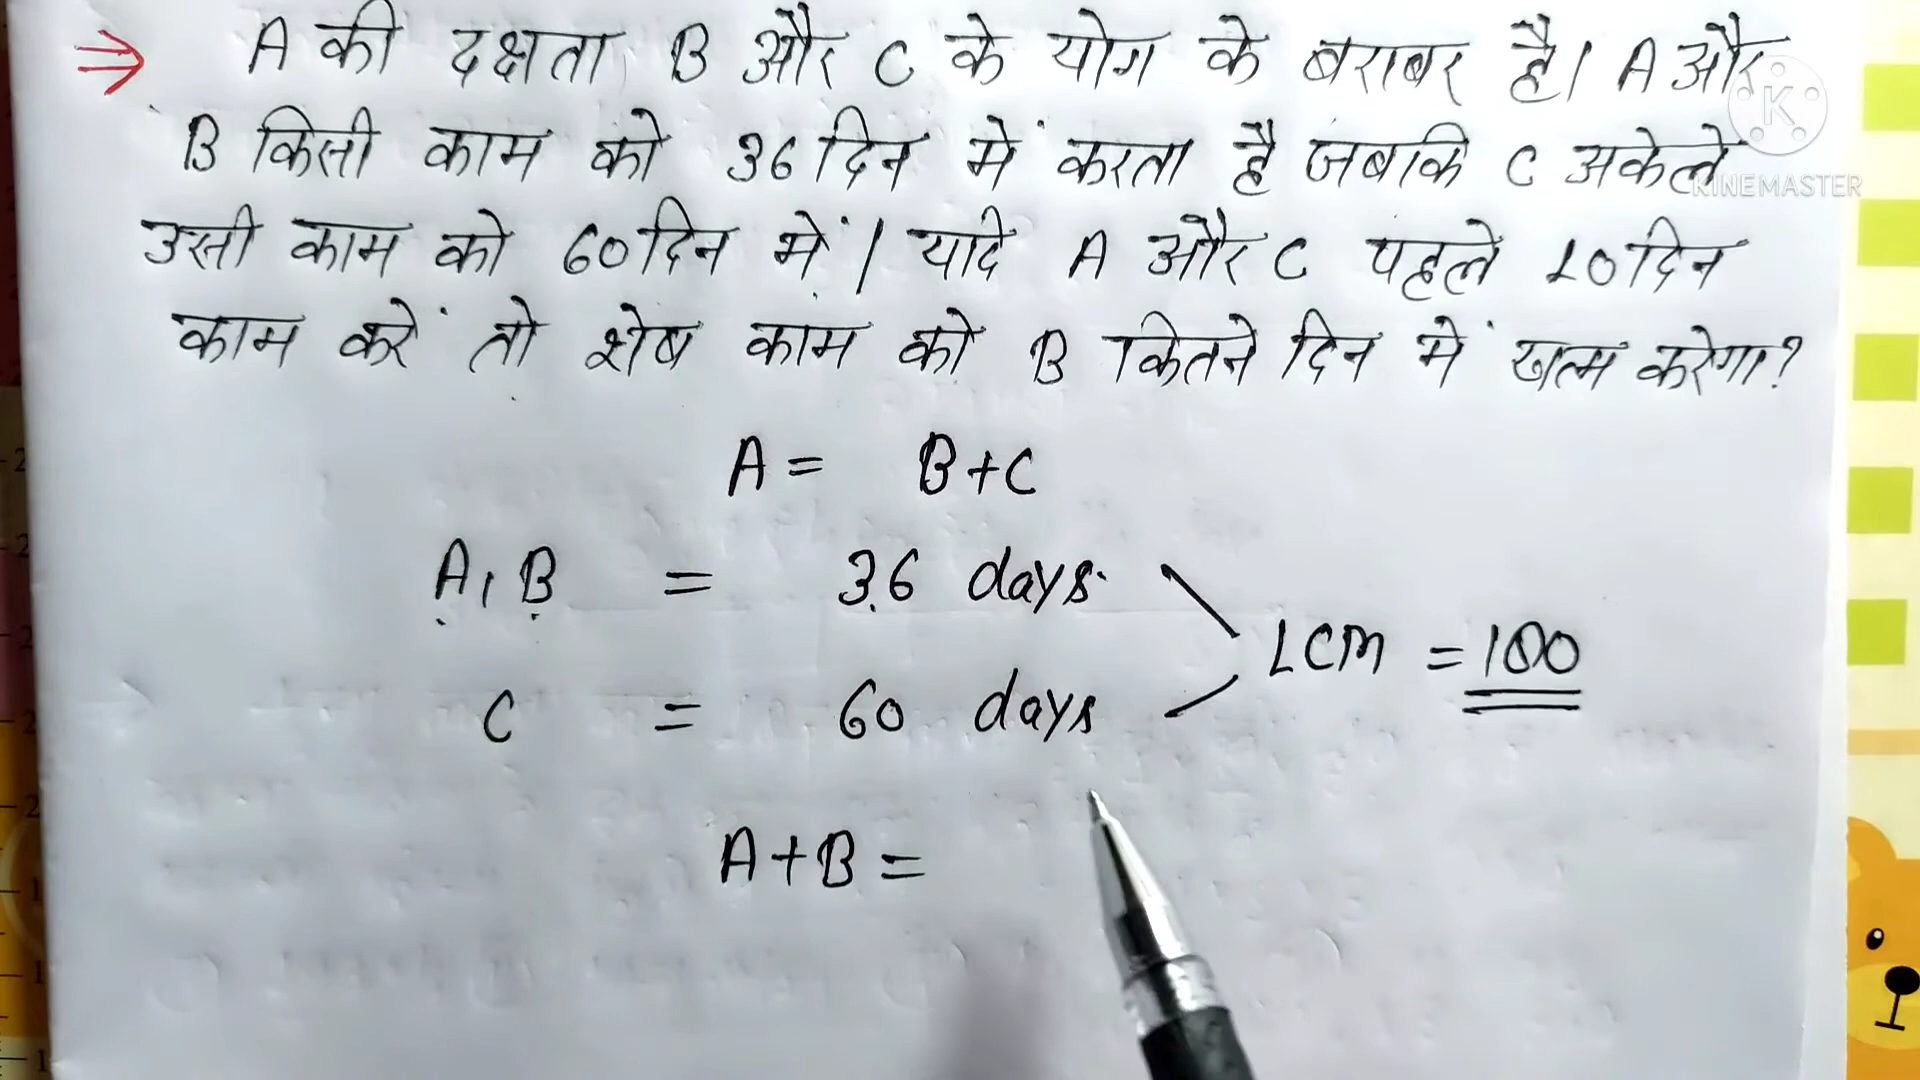 ⇒ A की दक्षता B और C के योग के बराबर है। A और
B किसी काम को 36 दिन में करता है जबकि C अकेले
उसी काम को 60 दिन में। यदि A और C पहले 10 दिन
काम करें तो शेष काम को B कितने दिन में खत्म करेगा?
K
KINEMASTER
A = B+C
A, B = 36 days
C = 60 days
LCM = 180
A+B =